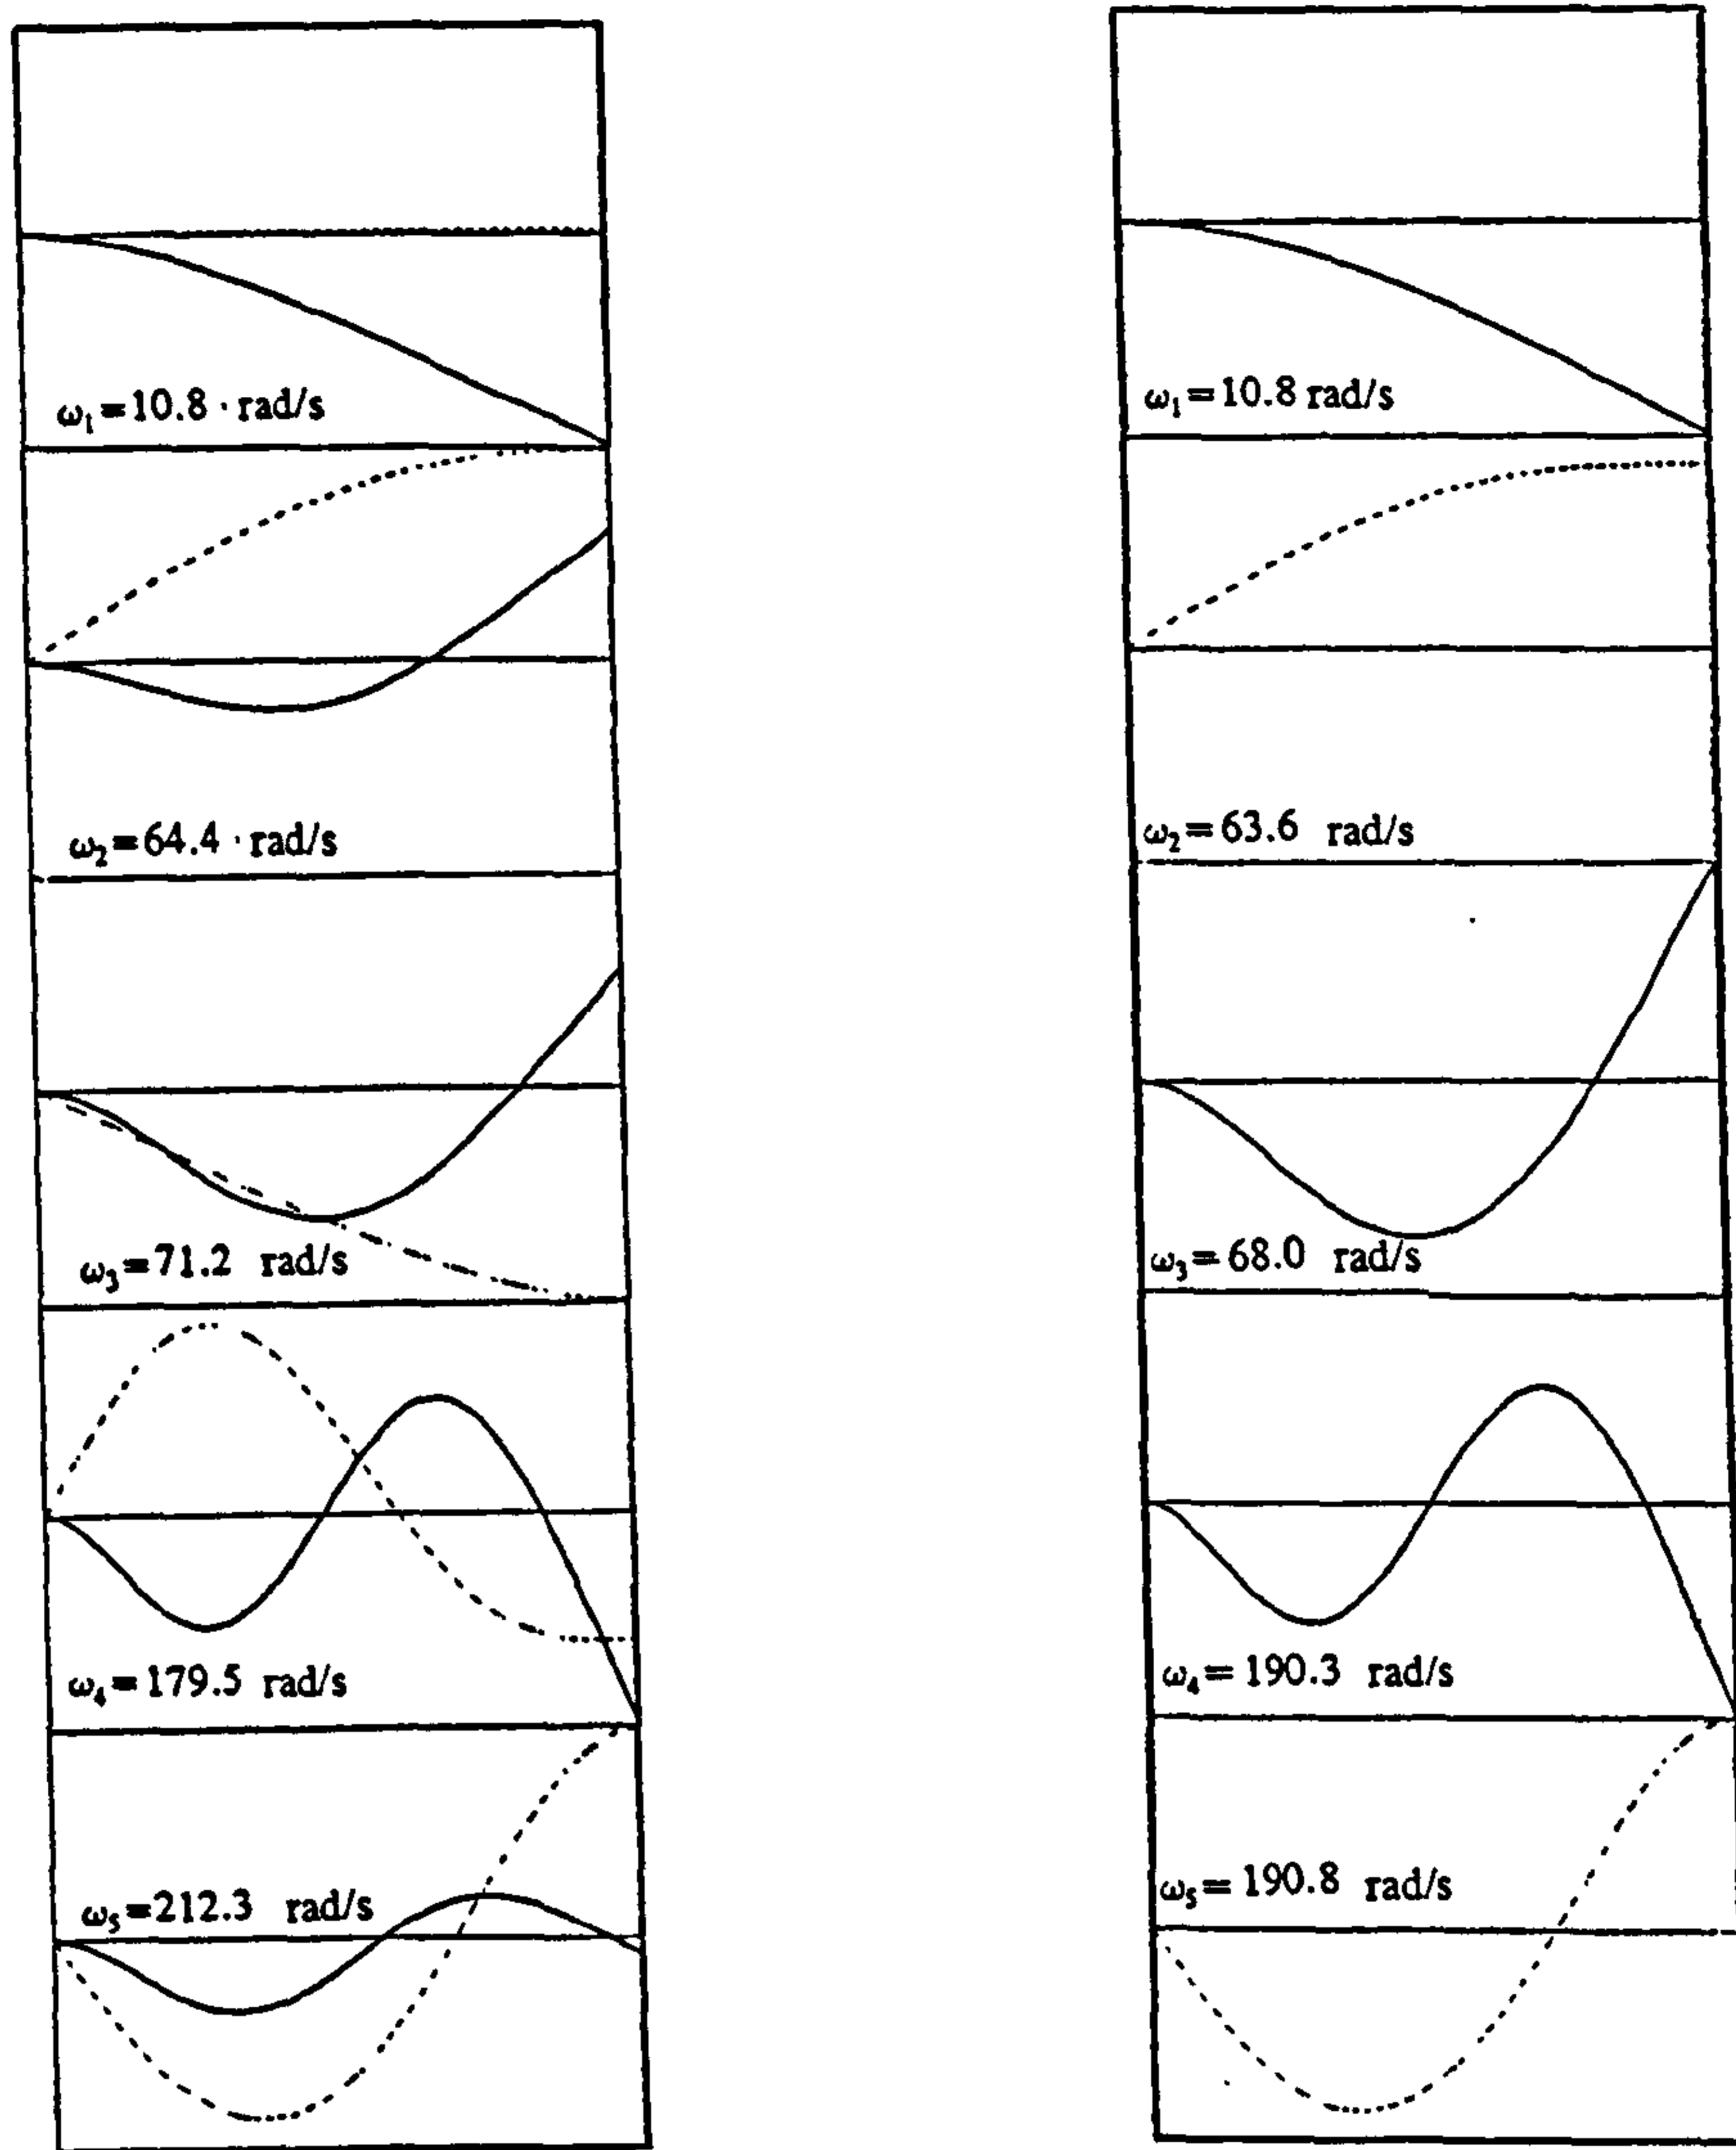 ω₁=10.8 · rad/s
ω₂=64.4 · rad/s
ω₃=71.2 rad/s
ω₄=179.5 rad/s
ω₅=212.3 rad/s
ω₁=10.8 rad/s
ω₂=63.6 rad/s
ω₃=68.0 rad/s
ω₄=190.3 rad/s
ω₅=190.8 rad/s